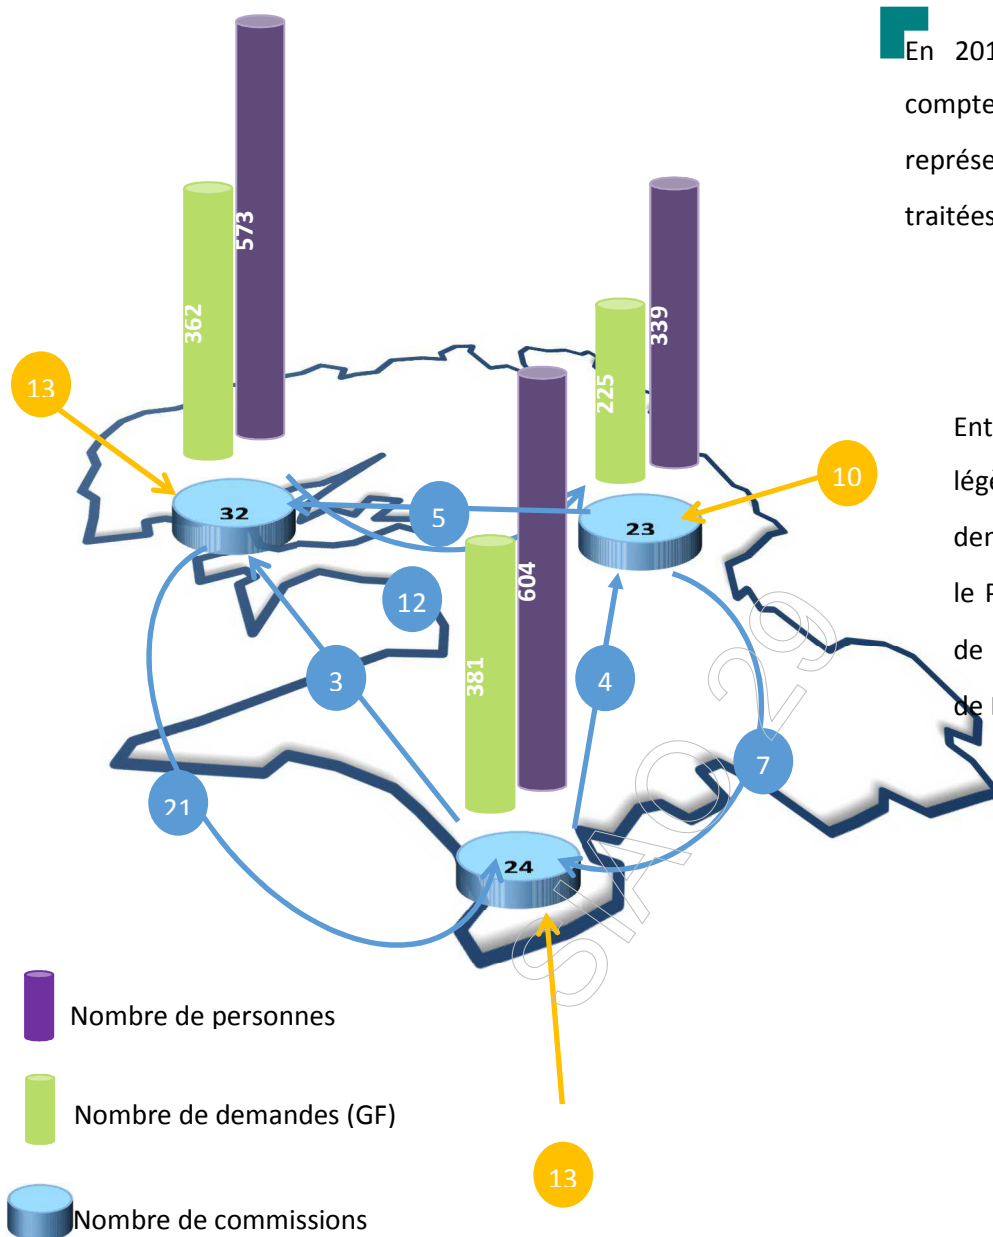 En 201
compte
représe
traitées
573
362
339
225
13
Ent
légè
10
32
5
23
der
604
12
le P
381
3
4
de
de
7
21
24
SIAO 29
Nombre de personnes
Nombre de demandes (GF)
13
Nombre de commissions